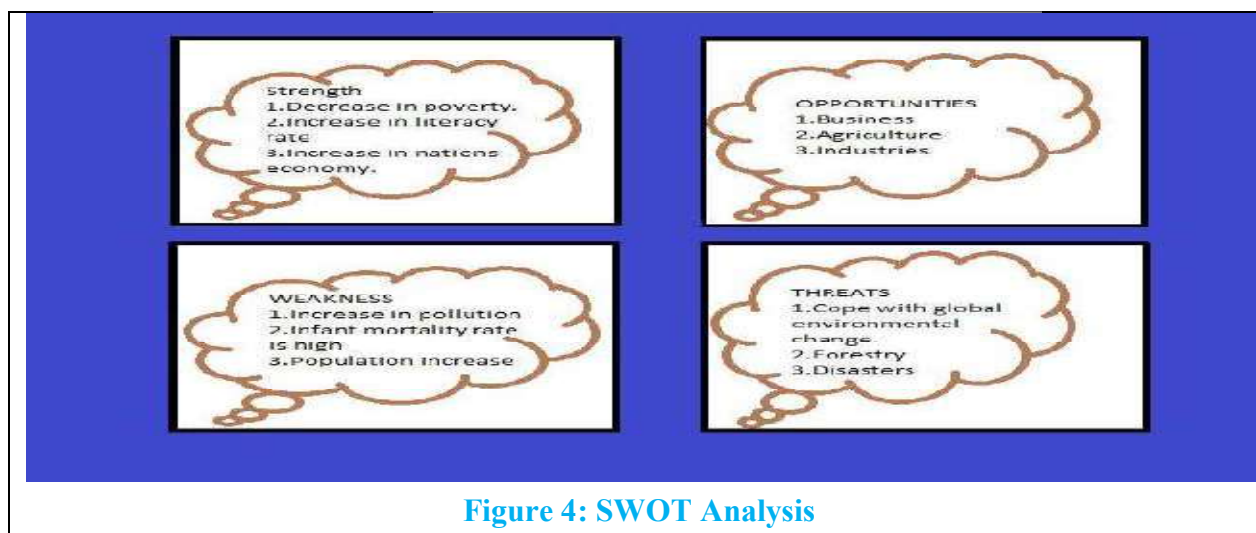 Strength
1.Decrease in poverty.
2.Increase in literacy
rate
3.Increase in nations
economy.
OPPORTUNITIES
1.Business
2.Agriculture
3.Industries
WEAKNESS
1.Increase in pollution
2.Infant mortality rate
is high
3.Population increase
THREATS
1.Cope with global
environmental
change
2.Forestry
3.Disasters
Figure 4: SWOT Analysis